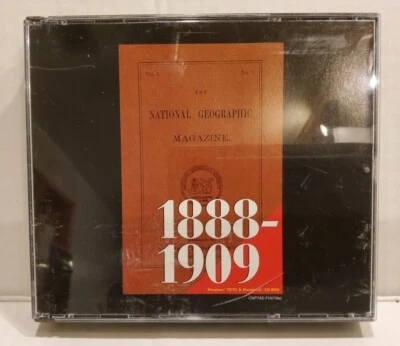 Vol. I. No. 1.
THE
NATIONAL GEOGRAPHIC
MAGAZINE.
1888-
1909